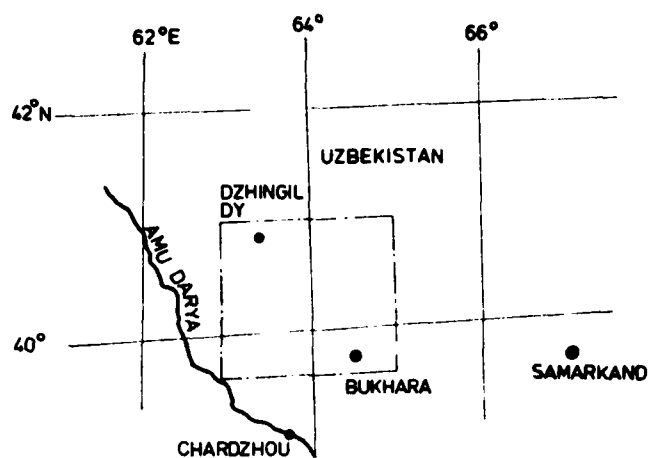 62°E
64°
66°
42°N
UZBEKISTAN
DZHINGIL
DY
AMU DARYA
40°
BUKHARA
SAMARKAND
CHARDZHOU